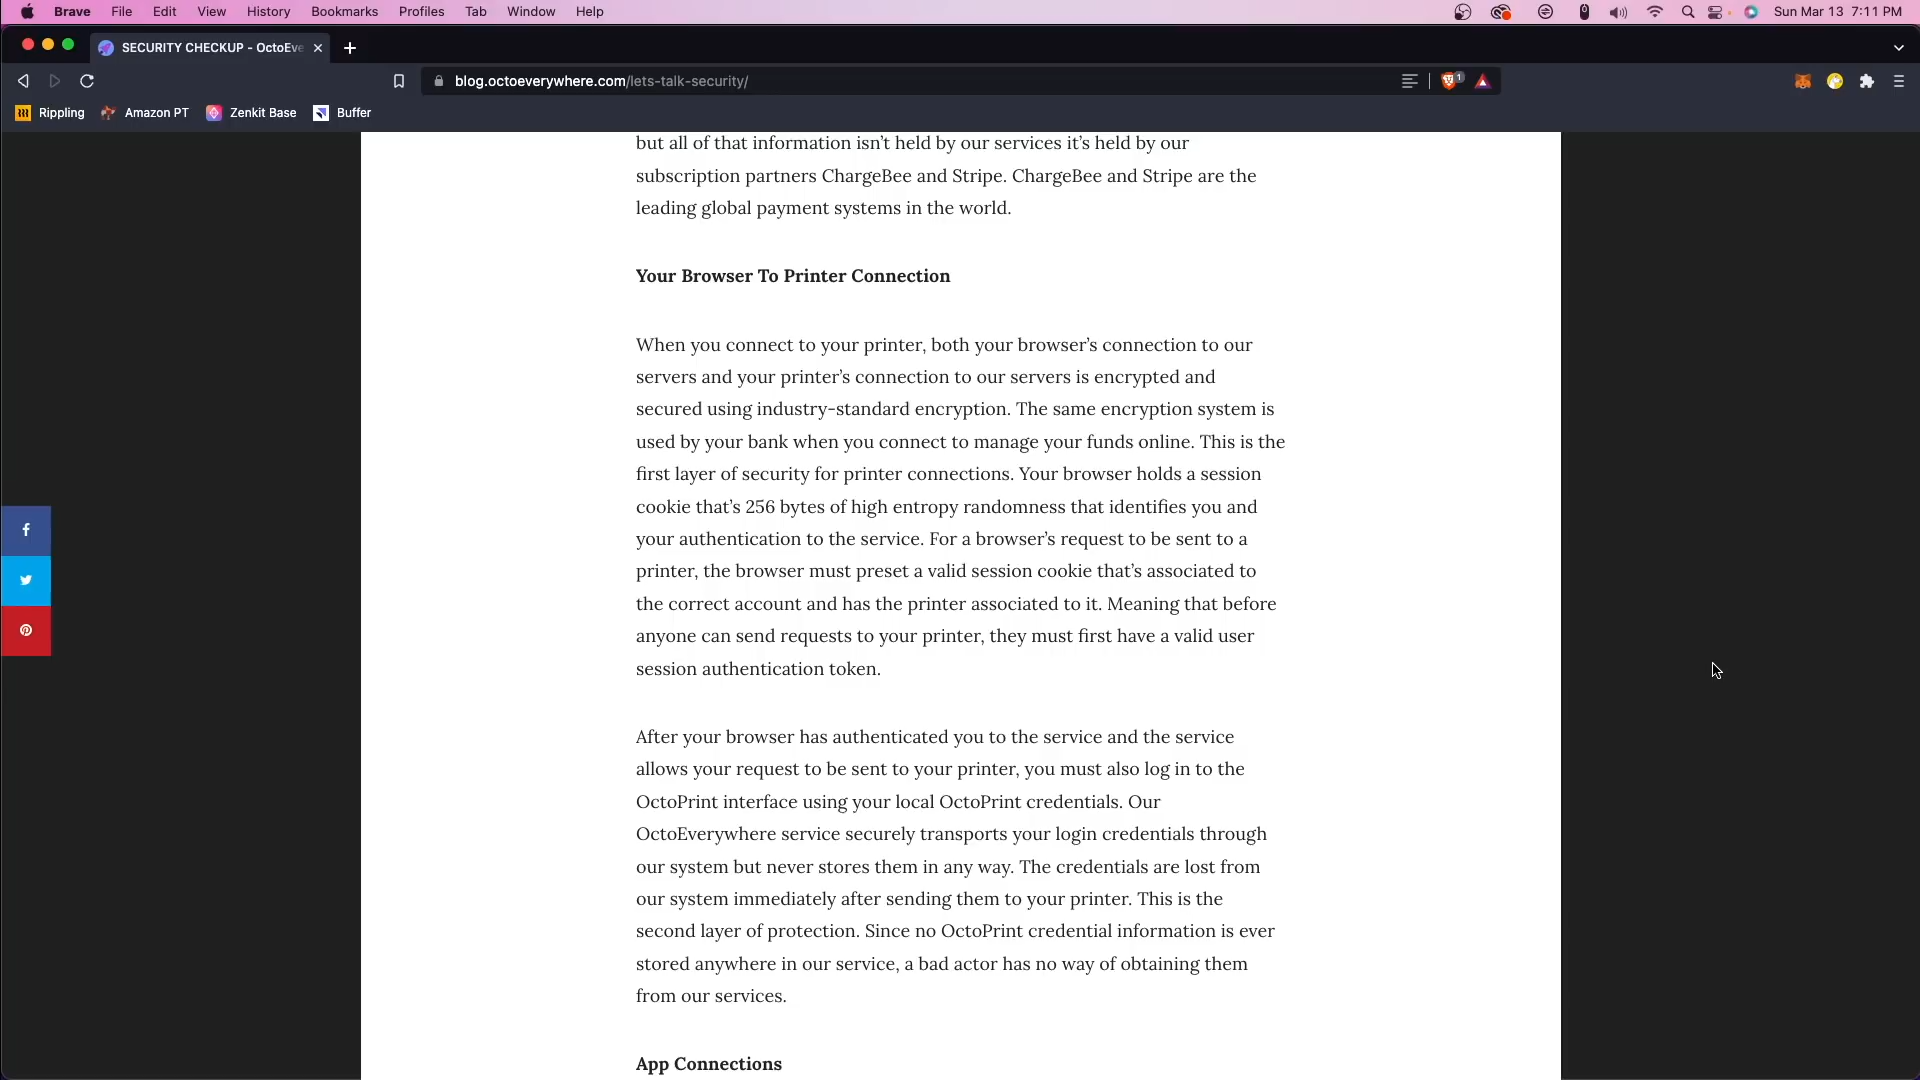 Brave File Edit View History Bookmarks Profiles Tab Window Help Sun Mar 13 7:11 PM
SECURITY CHECKUP - OctoEve
blog.octoeverywhere.com/lets-talk-security/ 1
Rippling Amazon PT Zenkit Base Buffer
but all of that information isn’t held by our services it’s held by our
subscription partners ChargeBee and Stripe. ChargeBee and Stripe are the
leading global payment systems in the world.
Your Browser To Printer Connection
When you connect to your printer, both your browser’s connection to our
servers and your printer’s connection to our servers is encrypted and
secured using industry-standard encryption. The same encryption system is
used by your bank when you connect to manage your funds online. This is the
first layer of security for printer connections. Your browser holds a session
cookie that’s 256 bytes of high entropy randomness that identifies you and
your authentication to the service. For a browser’s request to be sent to a
printer, the browser must preset a valid session cookie that’s associated to
the correct account and has the printer associated to it. Meaning that before
anyone can send requests to your printer, they must first have a valid user
session authentication token.
After your browser has authenticated you to the service and the service
allows your request to be sent to your printer, you must also log in to the
OctoPrint interface using your local OctoPrint credentials. Our
OctoEverywhere service securely transports your login credentials through
our system but never stores them in any way. The credentials are lost from
our system immediately after sending them to your printer. This is the
second layer of protection. Since no OctoPrint credential information is ever
stored anywhere in our service, a bad actor has no way of obtaining them
from our services.
App Connections